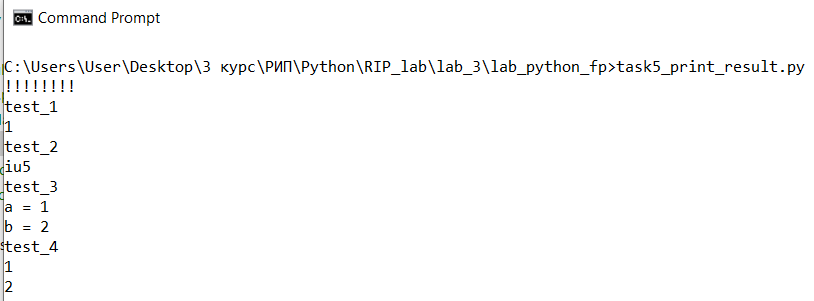 Command Prompt
C:\Users\User\Desktop\3 курс\РИП\Python\RIP_lab\lab_3\lab_python_fp>task5_print_result.py
!!!!!!!!
test_1
1
test_2
iu5
test_3
a = 1
b = 2
test_4
1
2